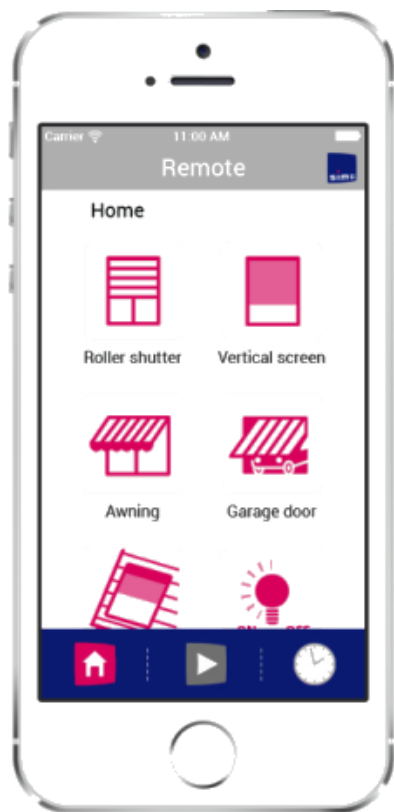 Carrier 11:00 AM
Remote
Home
Roller shutter Vertical screen
Awning Garage door